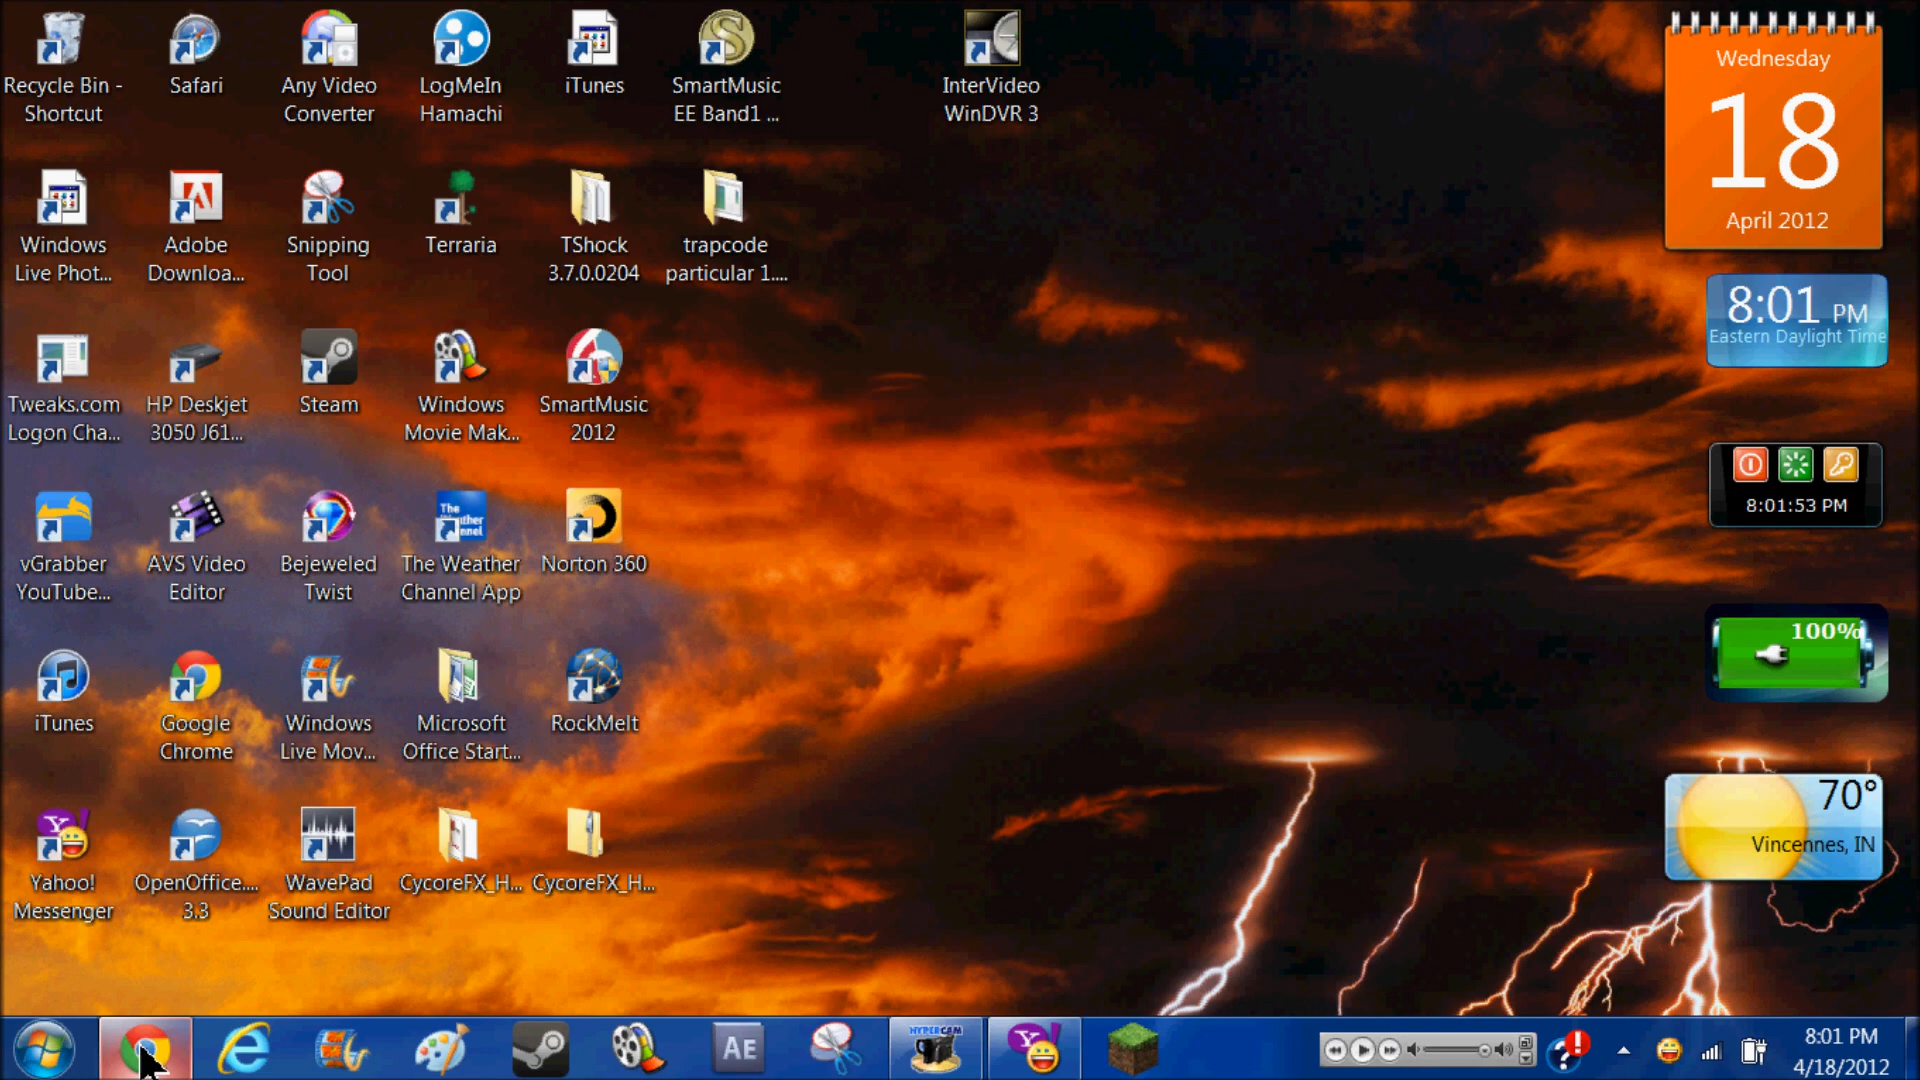 Recycle Bin -
Shortcut
Safari
Any Video
Converter
LogMeIn
Hamachi
iTunes
SmartMusic
EE Band1 ...
InterVideo
WinDVR 3
Windows
Live Phot...
Adobe
Downloa...
Snipping
Tool
Terraria
TShock
3.7.0.0204
trapcode
particular 1....
Tweaks.com
Logon Cha...
HP Deskjet
3050 J61...
Steam
Windows
Movie Mak...
SmartMusic
2012
vGrabber
YouTube...
AVS Video
Editor
Bejeweled
Twist
The
The Weather
Channel App
Norton 360
iTunes
Google
Chrome
Windows
Live Mov...
Microsoft
Office Start...
RockMelt
Yahoo!
Messenger
OpenOffice....
3.3
WavePad
Sound Editor
CycoreFX_H...
CycoreFX_H...
Wednesday
18
April 2012
8:01 PM
Eastern Daylight Time
8:01:53 PM
100%
70°
Vincennes, IN
AE
HYPERCAM
8:01 PM
4/18/2012